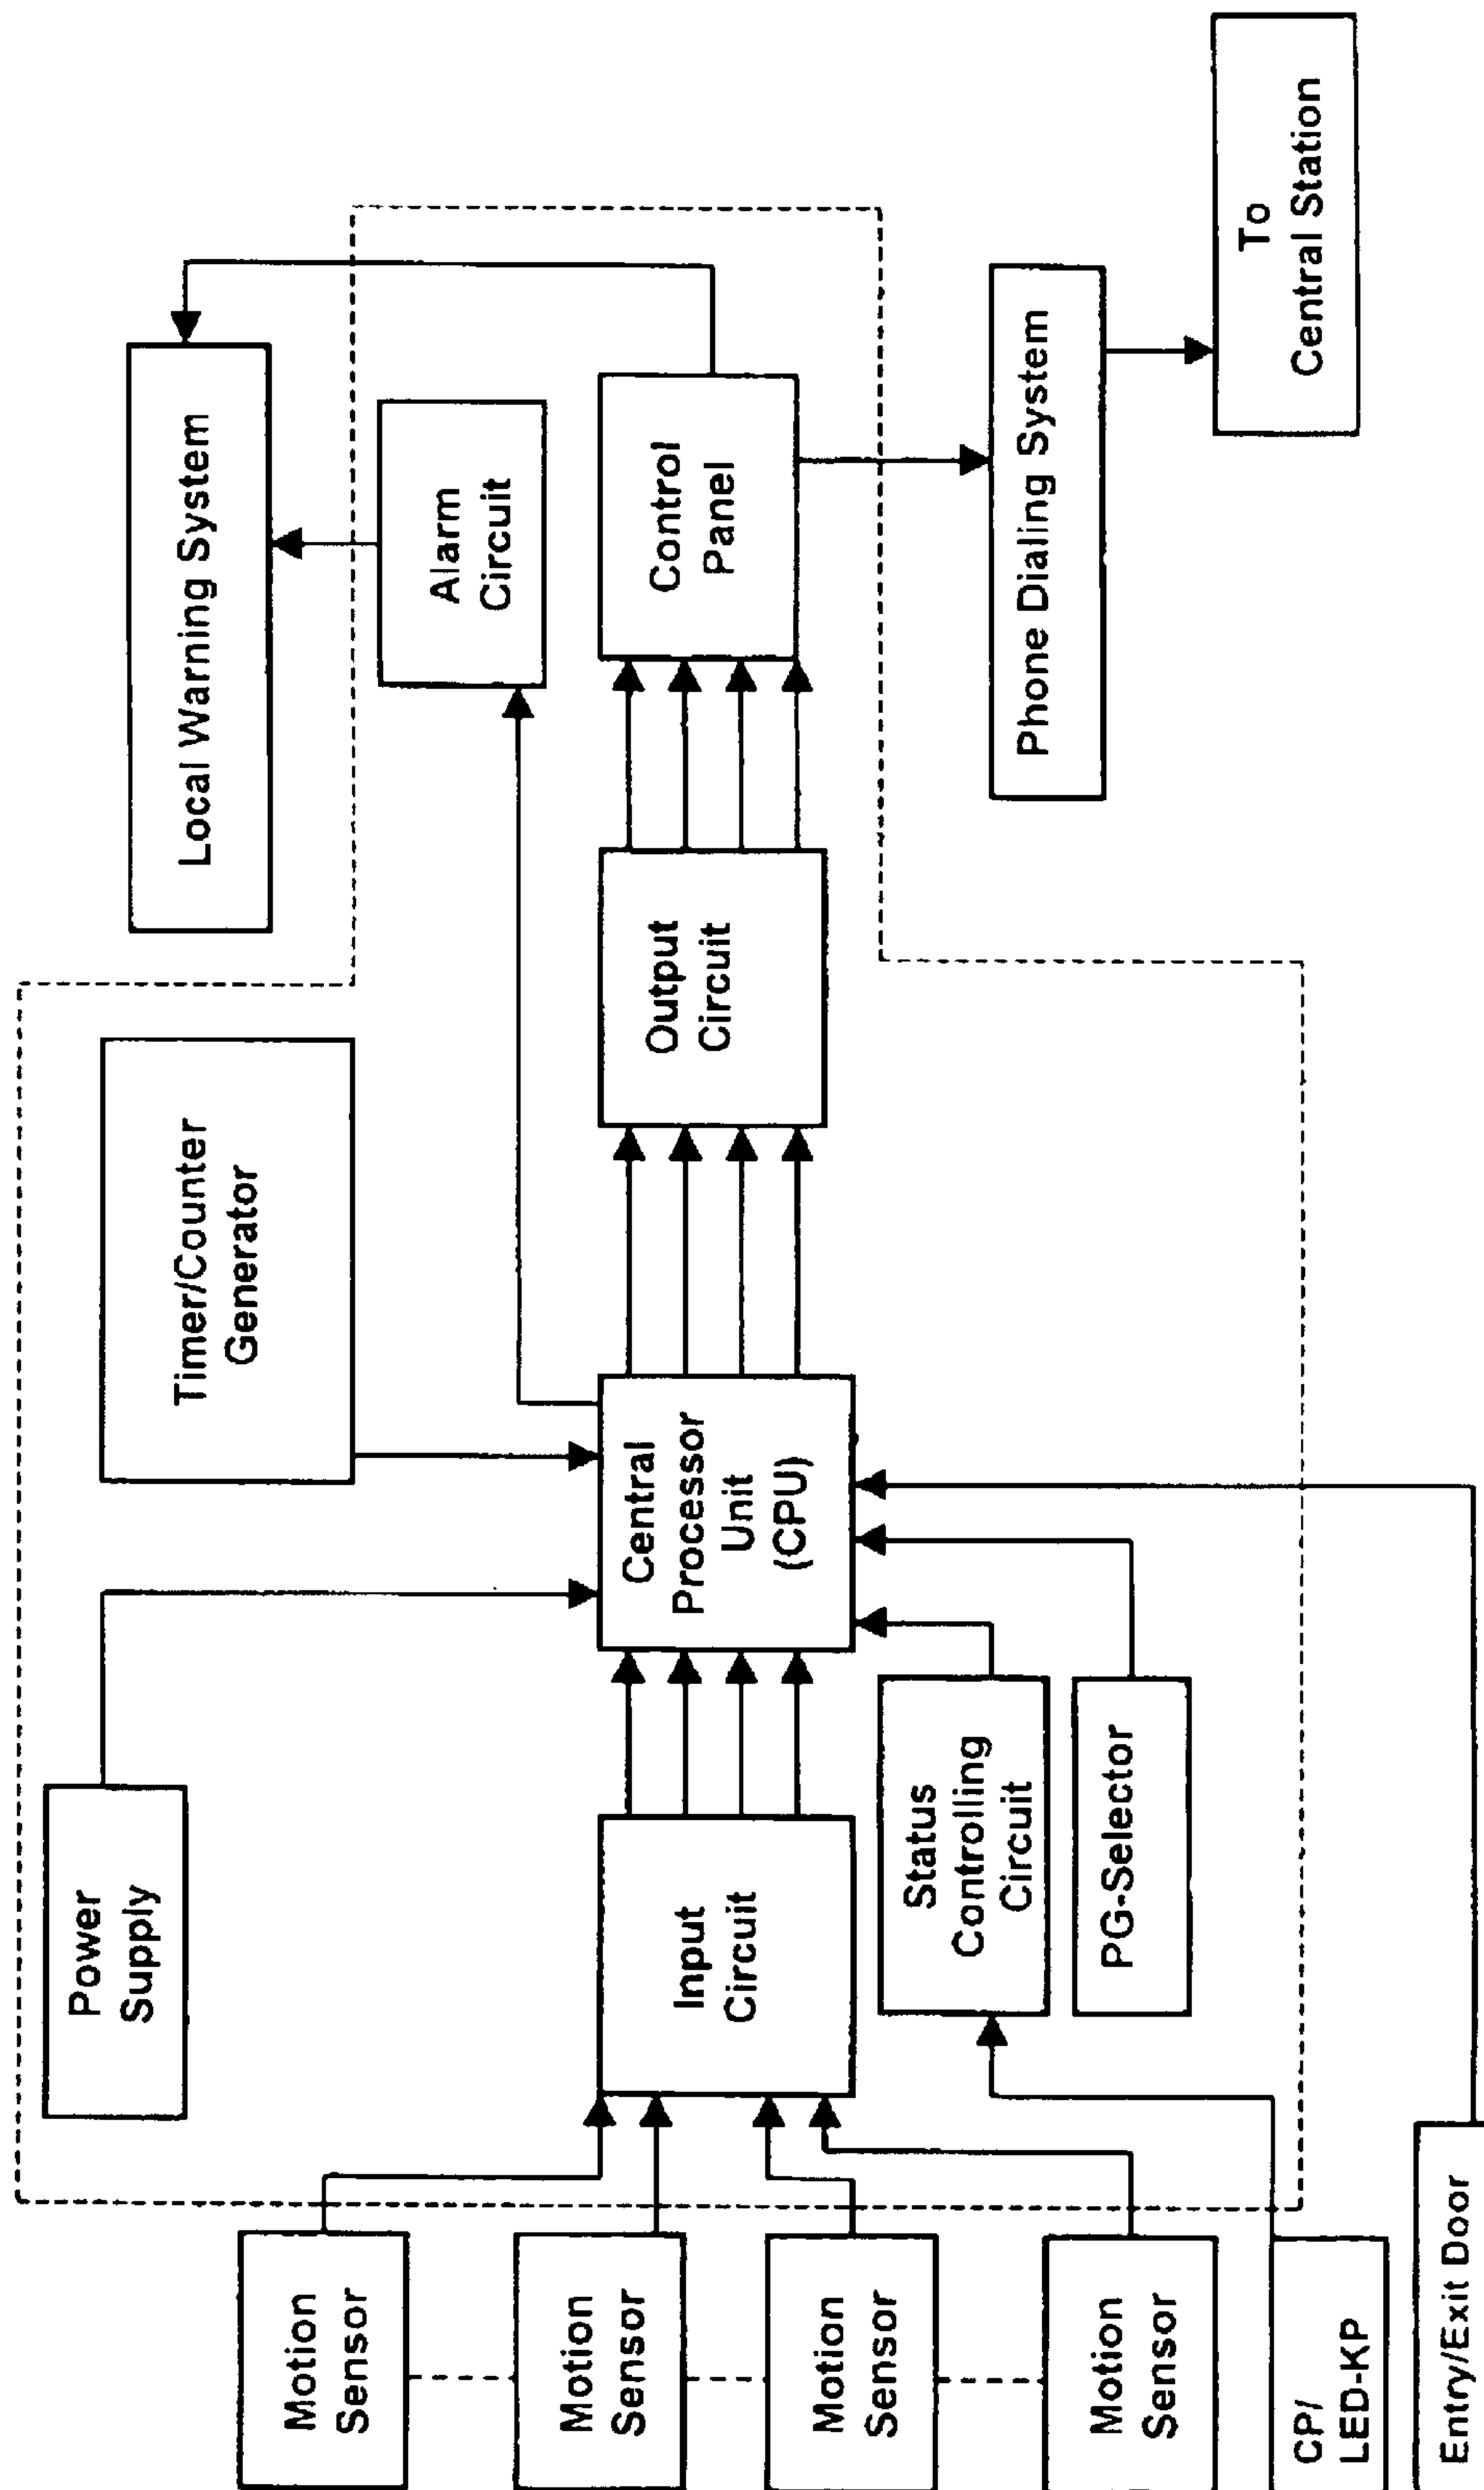 Power
Supply
Timer/Counter
Generator
Local Warning System
Motion
Sensor
Motion
Sensor
Motion
Sensor
Motion
Sensor
Input
Circuit
Central
Processor
Unit
(CPU)
Output
Circuit
Alarm
Circuit
Control
Panel
Status
Controlling
Circuit
PG-Selector
Phone Dialing System
To
Central Station
CP/
LED-KP
Entry/Exit Door